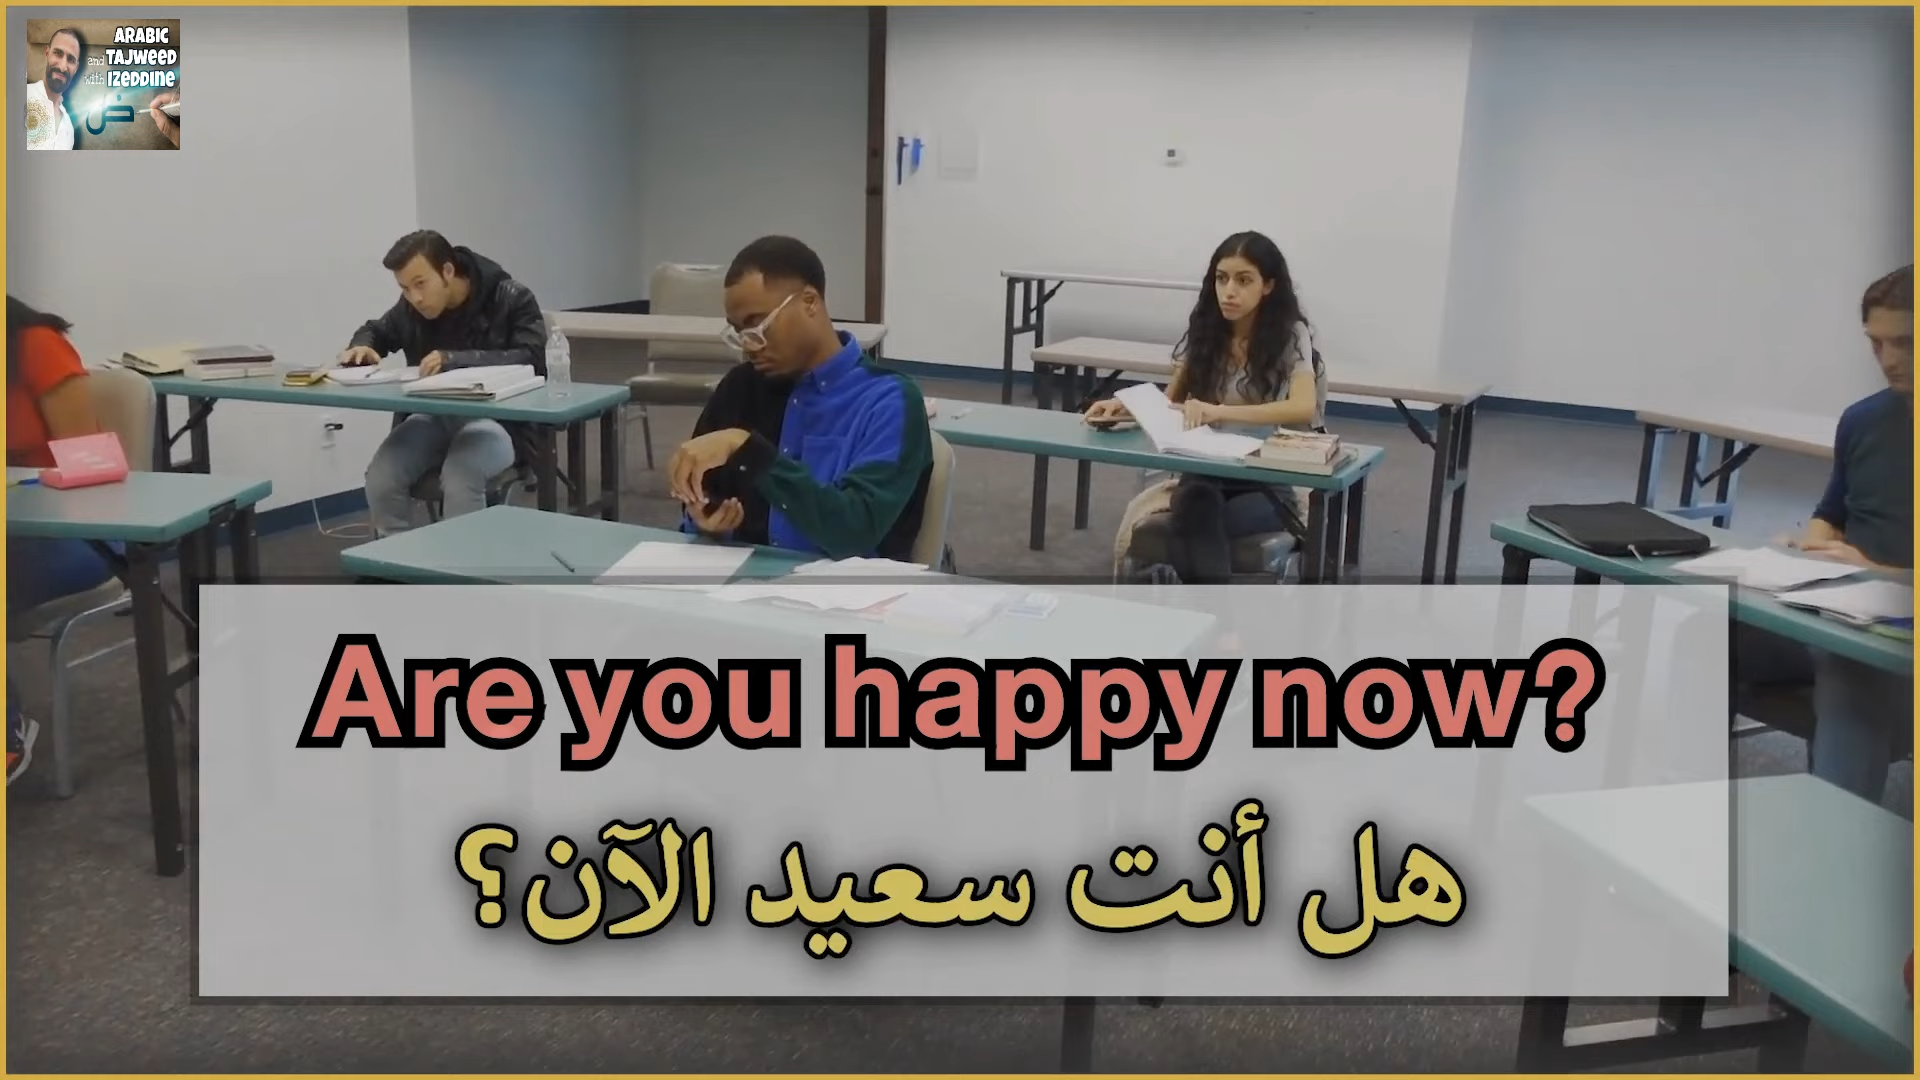 ARABIC
and TAJWEED
with IZEDDINE
ض
Are you happy now?
هل أنت سعيد الآن؟